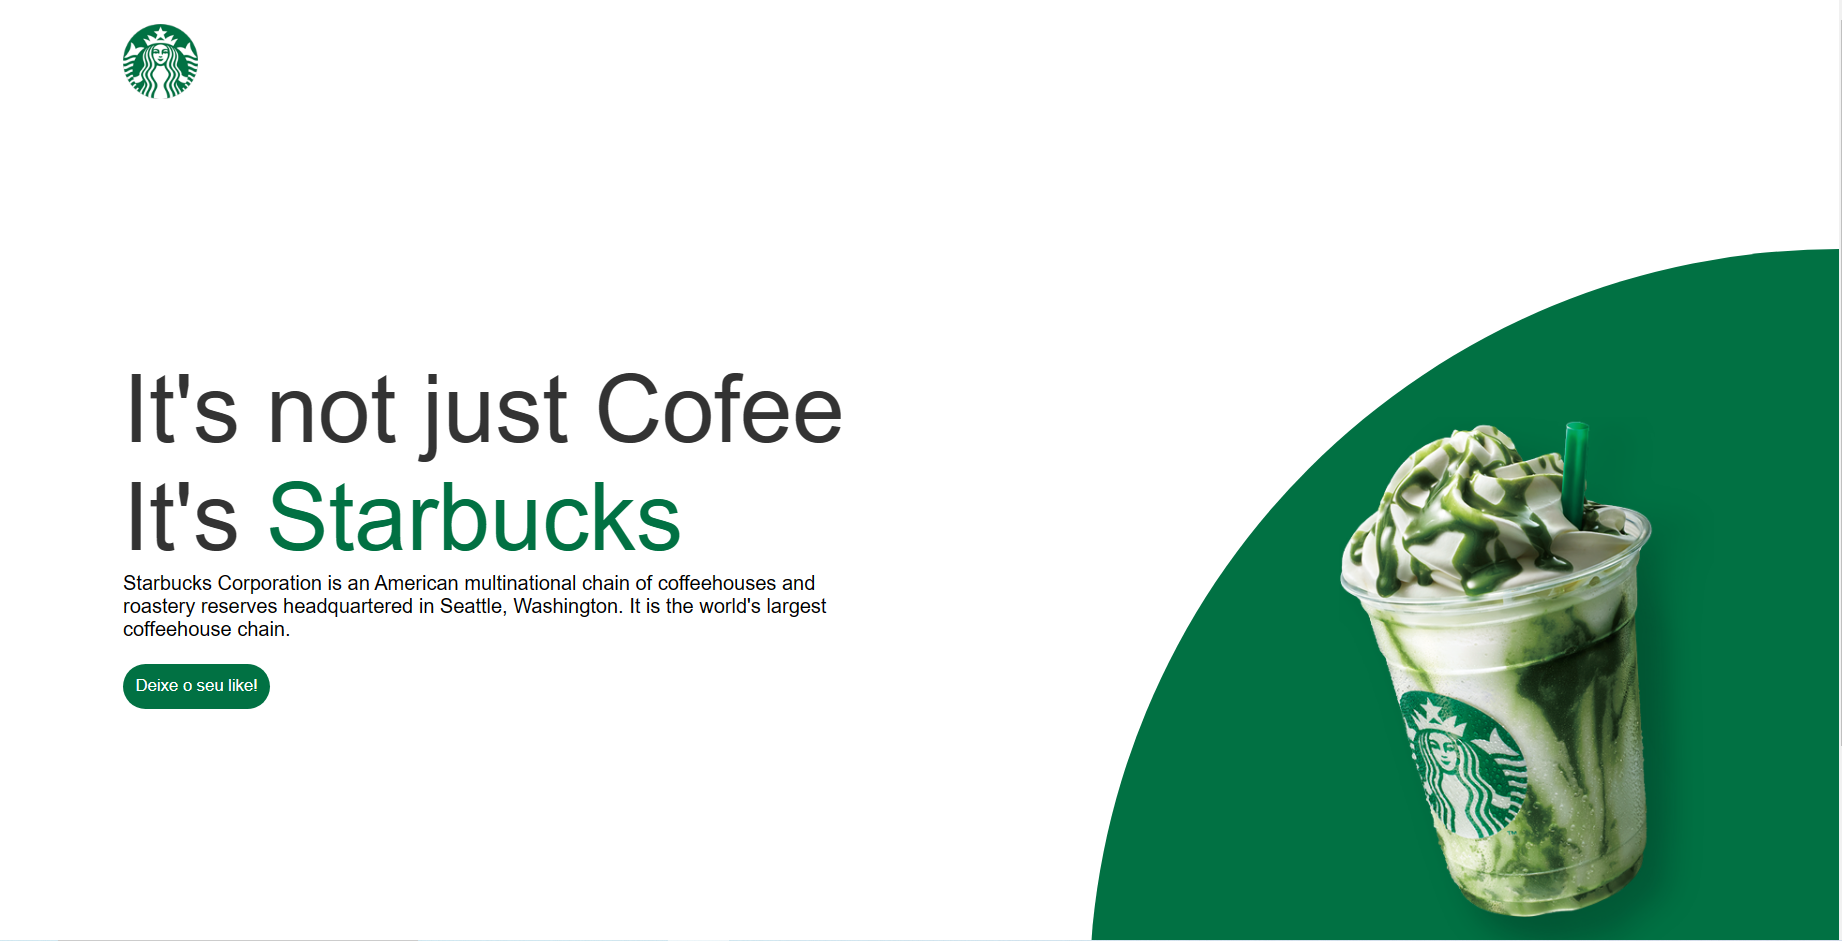 It's not just Cofee
It's Starbucks
Starbucks Corporation is an American multinational chain of coffeehouses and
roastery reserves headquartered in Seattle, Washington. It is the world's largest
coffeehouse chain.
Deixe o seu like!
TM